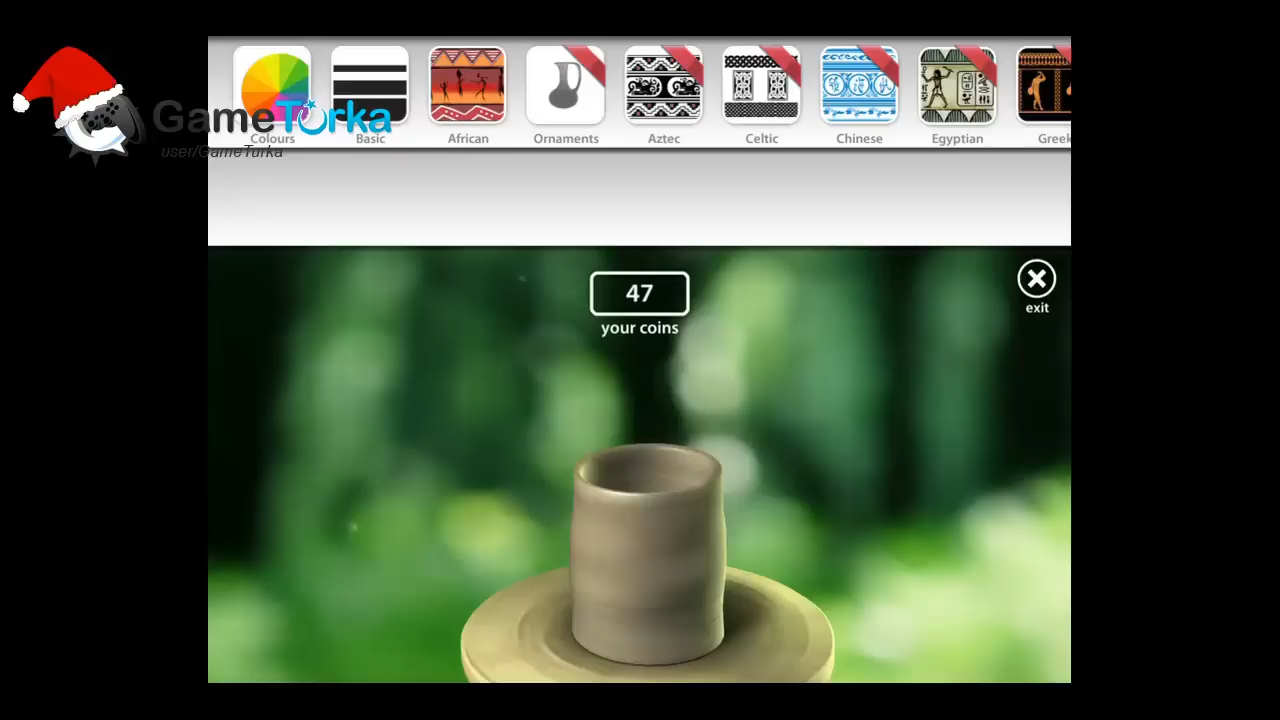 GameTurka
user/GameTurka
Colours
Basic
African
Ornaments
Aztec
Celtic
Chinese
Egyptian
Greek
47
your coins
exit